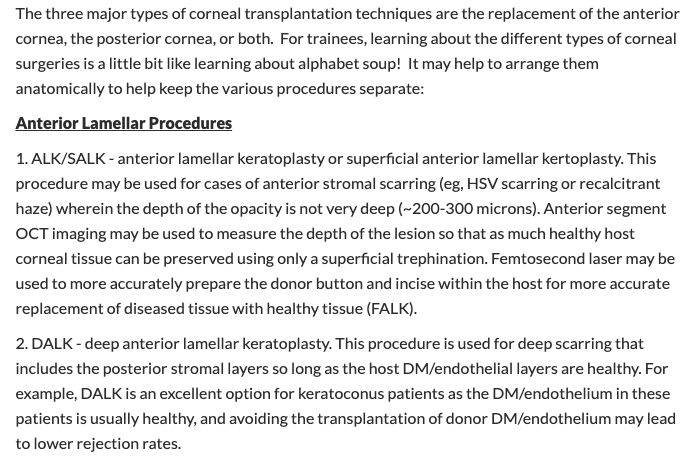 The three major types of corneal transplantation techniques are the replacement of the anterior
cornea, the posterior cornea, or both.  For trainees, learning about the different types of corneal
surgeries is a little bit like learning about alphabet soup!  It may help to arrange them
anatomically to help keep the various procedures separate:
Anterior Lamellar Procedures
1. ALK/SALK - anterior lamellar keratoplasty or superficial anterior lamellar kertoplasty. This
procedure may be used for cases of anterior stromal scarring (eg, HSV scarring or recalcitrant
haze) wherein the depth of the opacity is not very deep (~200-300 microns). Anterior segment
OCT imaging may be used to measure the depth of the lesion so that as much healthy host
corneal tissue can be preserved using only a superficial trephination. Femtosecond laser may be
used to more accurately prepare the donor button and incise within the host for more accurate
replacement of diseased tissue with healthy tissue (FALK).
2. DALK - deep anterior lamellar keratoplasty. This procedure is used for deep scarring that
includes the posterior stromal layers so long as the host DM/endothelial layers are healthy. For
example, DALK is an excellent option for keratoconus patients as the DM/endothelium in these
patients is usually healthy, and avoiding the transplantation of donor DM/endothelium may lead
to lower rejection rates.